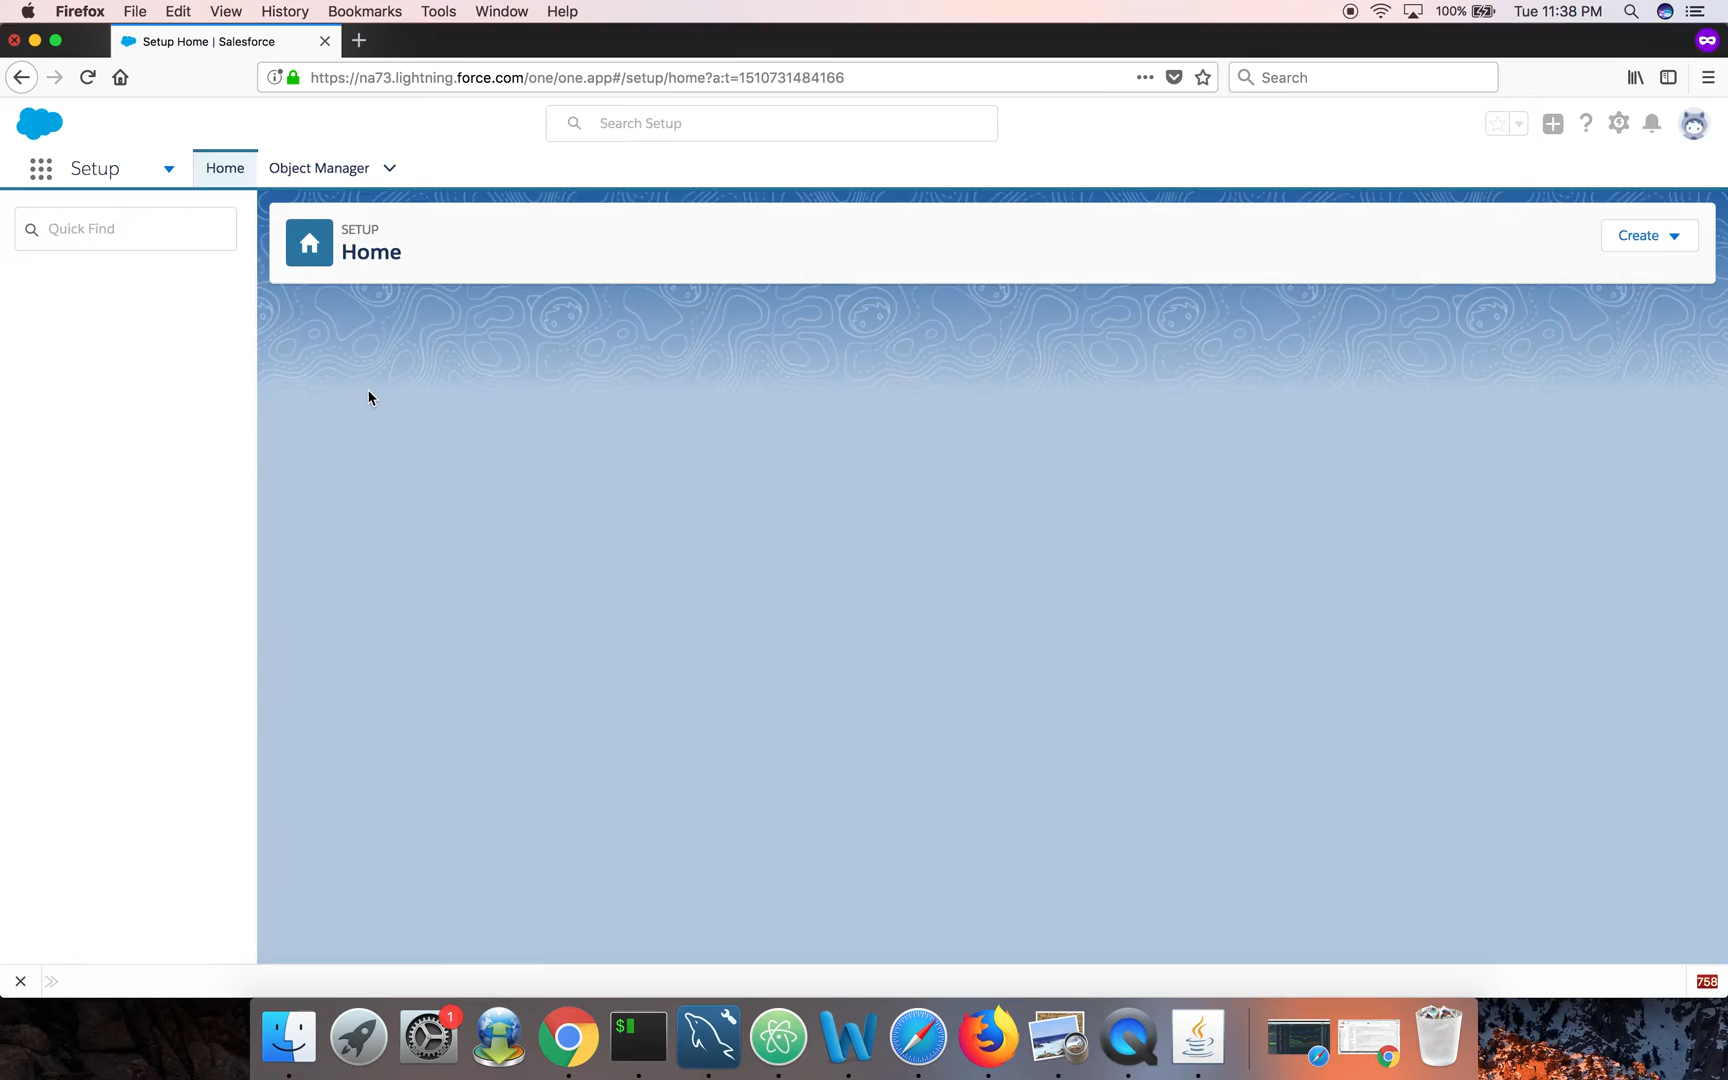 Firefox File Edit View History Bookmarks Tools Window Help 100% Tue 11:38 PM
Setup Home | Salesforce
https://na73.lightning.force.com/one/one.app#/setup/home?a:t=1510731484166 Search
Search Setup
Setup Home Object Manager
Quick Find
SETUP
Home
Create
758
1
$
W